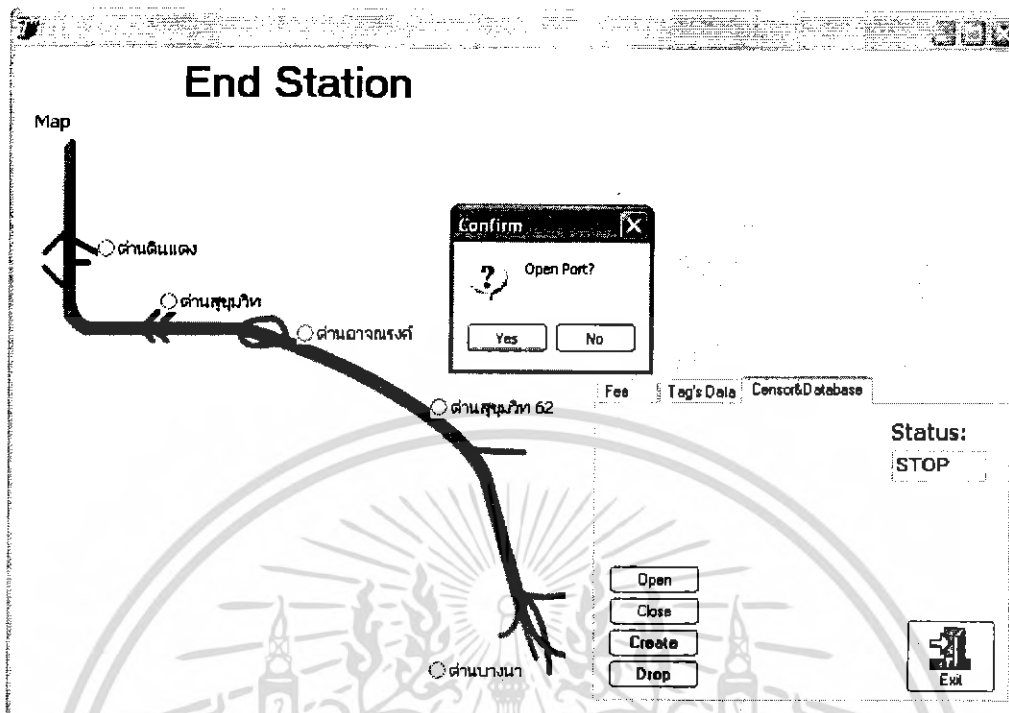 End Station
Map
ด่านดินแดง
ด่านสุขุมวิท
ด่านอาจณรงค์
ด่านสุขุมวิท 62
ด่านบางนา
Confirm
Open Port?
Yes
No
Fee
Tag's Data
Censor&Database
Status:
STOP
Open
Close
Create
Drop
Exit